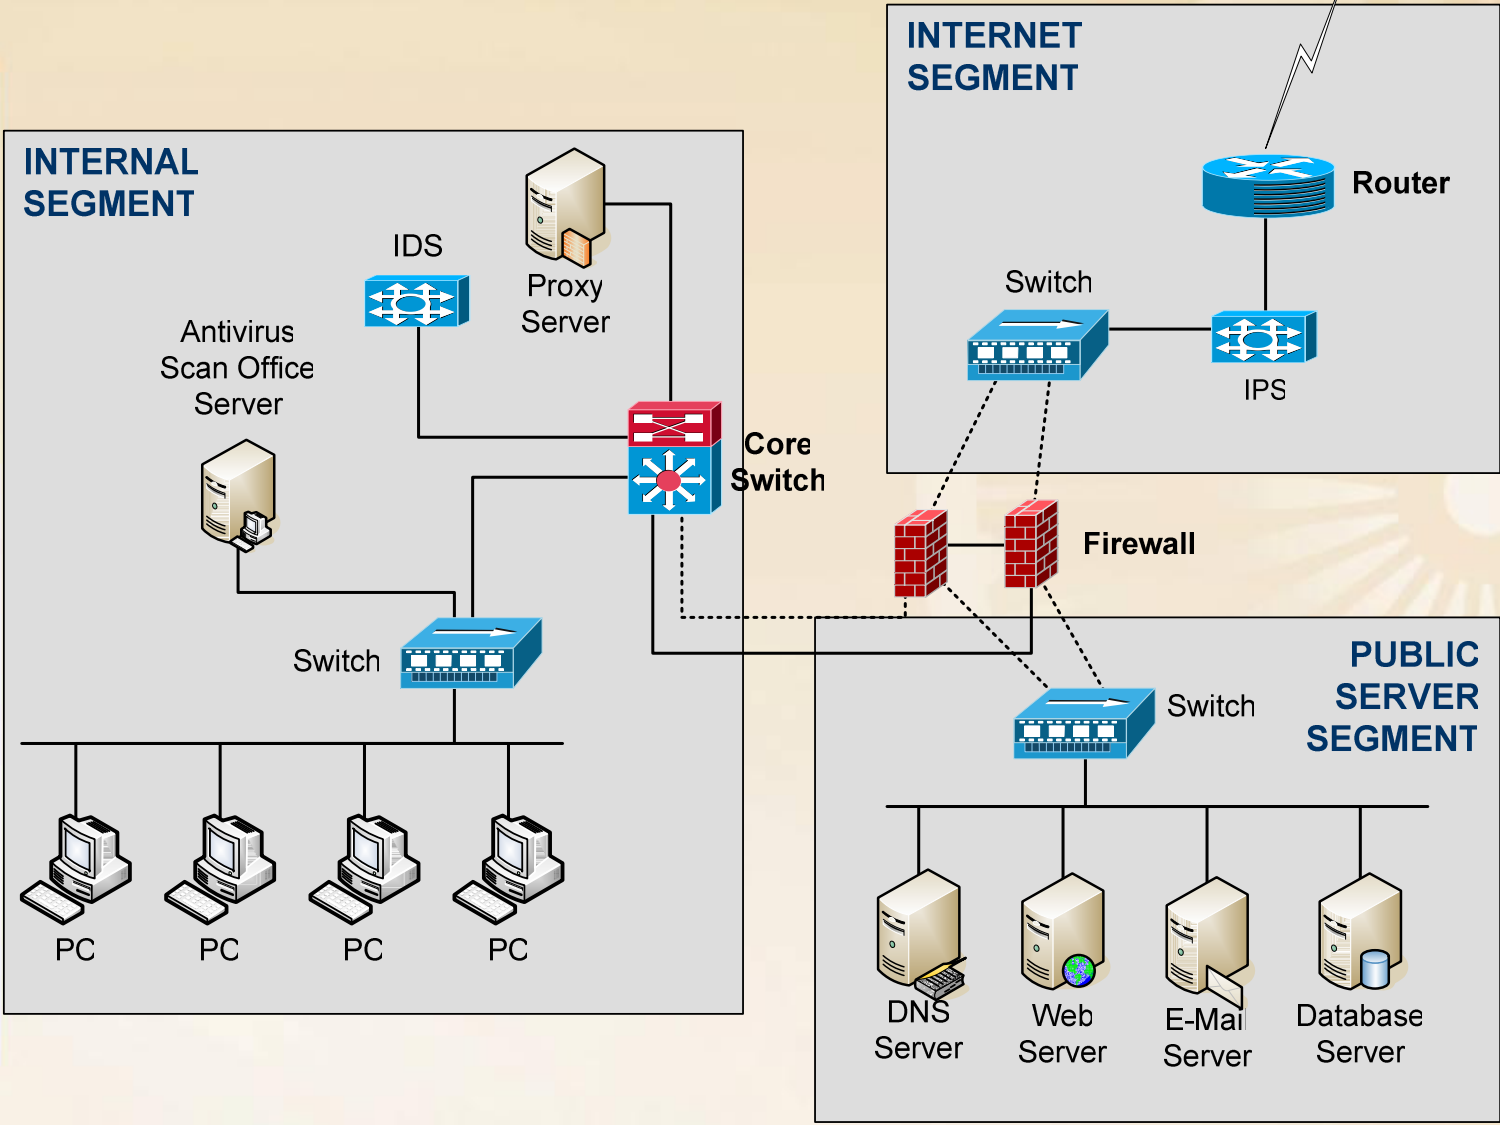 INTERNET
SEGMENT
Router
Switch
IPS
INTERNAL
SEGMENT
IDS
Proxy
Server
Antivirus
Scan Office
Server
Core
Switch
Switch
PC
PC
PC
PC
Firewall
PUBLIC
SERVER
SEGMENT
Switch
DNS
Server
Web
Server
E-Mail
Server
Database
Server